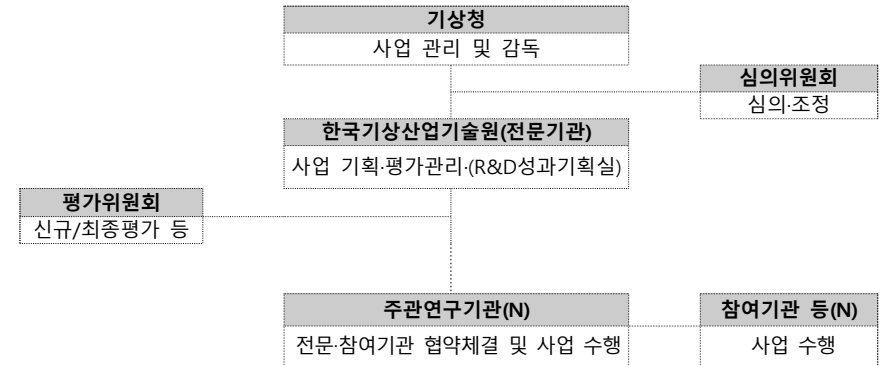 기상청
사업 관리 및 감독
심의위원회
심의·조정
한국기상산업기술원(전문기관)
사업 기획·평가관리·(R&D성과기획실)
평가위원회
신규/최종평가 등
주관연구기관(N)
전문·참여기관 협약체결 및 사업 수행
참여기관 등(N)
사업 수행